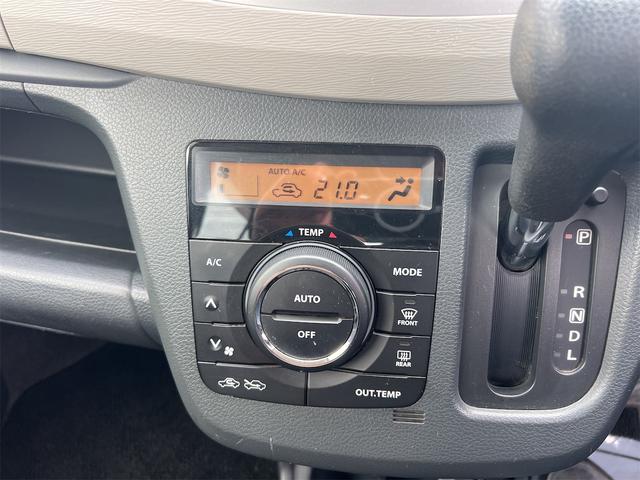 AUTO A/C
21.0
TEMP
A/C
MODE
AUTO
OFF
FRONT
REAR
OUT.TEMP
P
R
N
D
L